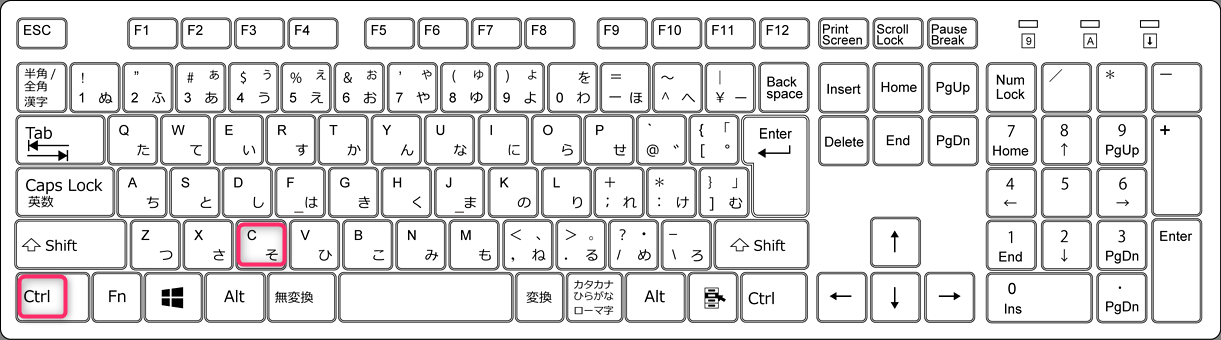 ESC F1 F2 F3 F4 F5 F6 F7 F8 F9 F10 F11 F12 Print Screen Scroll Lock Pause Break 9 A
半角/全角 漢字 ! 1 ぬ " 2 ふ # ぁ 3 あ $ ぅ 4 う % ぇ 5 え & ぉ 6 お ' ゃ 7 や ( ゅ 8 ゆ ) ょ 9 よ を 0 わ = - ほ ~ ^ へ | ¥ ー Back space Insert Home PgUp Num Lock / * -
Tab Q た W て E い R す T か Y ん U な I に O ら P せ ` @ ゛ { 「 [ ゜ Enter Delete End PgDn 7 Home 8 ↑ 9 PgUp +
Caps Lock 英数 A ち S と D し F は G き H く J ま K の L り + ; れ * : け } 」 ] む 4 ← 5 6 →
Shift Z つ X さ C そ V ひ B こ N み M も < 、 , ね > 。 . る ? ・ / め _ \ ろ Shift ↑ 1 End 2 ↓ 3 PgDn Enter
Ctrl Fn Alt 無変換 変換 カタカナ ひらがな ローマ字 Alt Ctrl ← ↓ → 0 Ins . PgDn